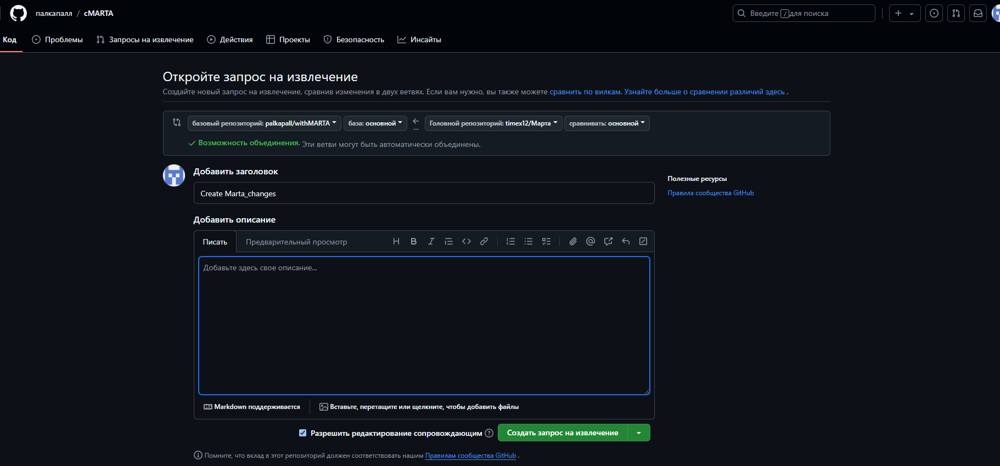 палкапалл / сMARTA
Введите / для поиска
Код Проблемы Запросы на извлечение Действия Проекты Безопасность Инсайты
Откройте запрос на извлечение
Создайте новый запрос на извлечение, сравнив изменения в двух ветвях. Если вам нужно, вы также можете сравнить по вилкам. Узнайте больше о сравнении различий здесь .
базовый репозиторий: palkapall/withMARTA база: основной ← ... Головной репозиторий: timex12/Марта сравнивать: основной
Возможность объединения. Эти ветви могут быть автоматически объединены.
Добавить заголовок
Create Marta_changes
Полезные ресурсы
Правила сообщества GitHub
Добавить описание
Писать Предварительный просмотр
Добавьте здесь свое описание...
Markdown поддерживается Вставьте, перетащите или щелкните, чтобы добавить файлы
Разрешить редактирование сопровождающим Создать запрос на извлечение
Помните, что вклад в этот репозиторий должен соответствовать нашим Правилам сообщества GitHub .